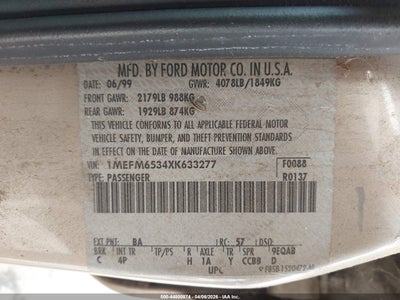 MFD. BY FORD MOTOR CO. IN U.S.A.
DATE: 06/99 GVWR: 4078LB/1849KG
FRONT GAWR: 2179LB 988KG
REAR GAWR: 1929LB 874KG
THIS VEHICLE CONFORMS TO ALL APPLICABLE FEDERAL MOTOR
VEHICLE SAFETY, BUMPER, AND THEFT PREVENTION STANDARDS
IN EFFECT ON THE DATE OF MANUFACTURE SHOWN ABOVE.
VIN: 1MEFM6534XK633277 F0088
TYPE: PASSENGER R0137
EXT PNT: BA RC: 57 DSO:
BRK INT TR TP/PS R AXLE TR SPR 9EQAB
C 4P H 1A Y CCBB D
UPC